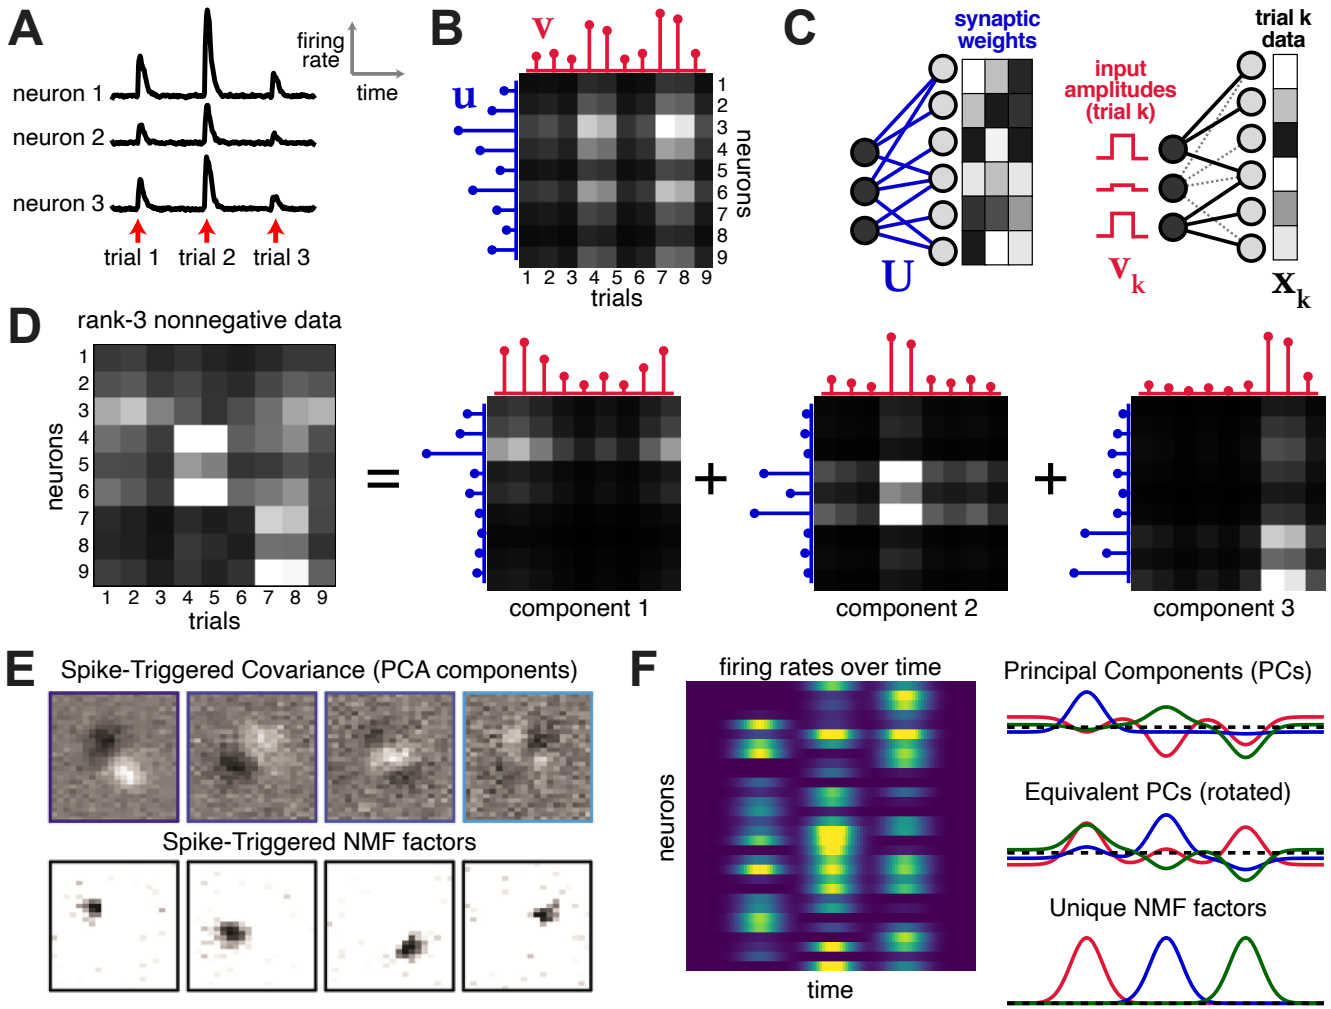 A
firing
rate
time
neuron 1
neuron 2
neuron 3
trial 1 trial 2 trial 3
B
v
u
1
2
3
4
5
6
7
8
9
neurons
1 2 3 4 5 6 7 8 9
trials
C
synaptic
weights
U
input
amplitudes
(trial k)
v_k
trial k
data
x_k
D
rank-3 nonnegative data
1
2
3
4
5
6
7
8
9
neurons
1 2 3 4 5 6 7 8 9
trials
=
component 1
+
component 2
+
component 3
E
Spike-Triggered Covariance (PCA components)
Spike-Triggered NMF factors
F
firing rates over time
neurons
time
Principal Components (PCs)
Equivalent PCs (rotated)
Unique NMF factors